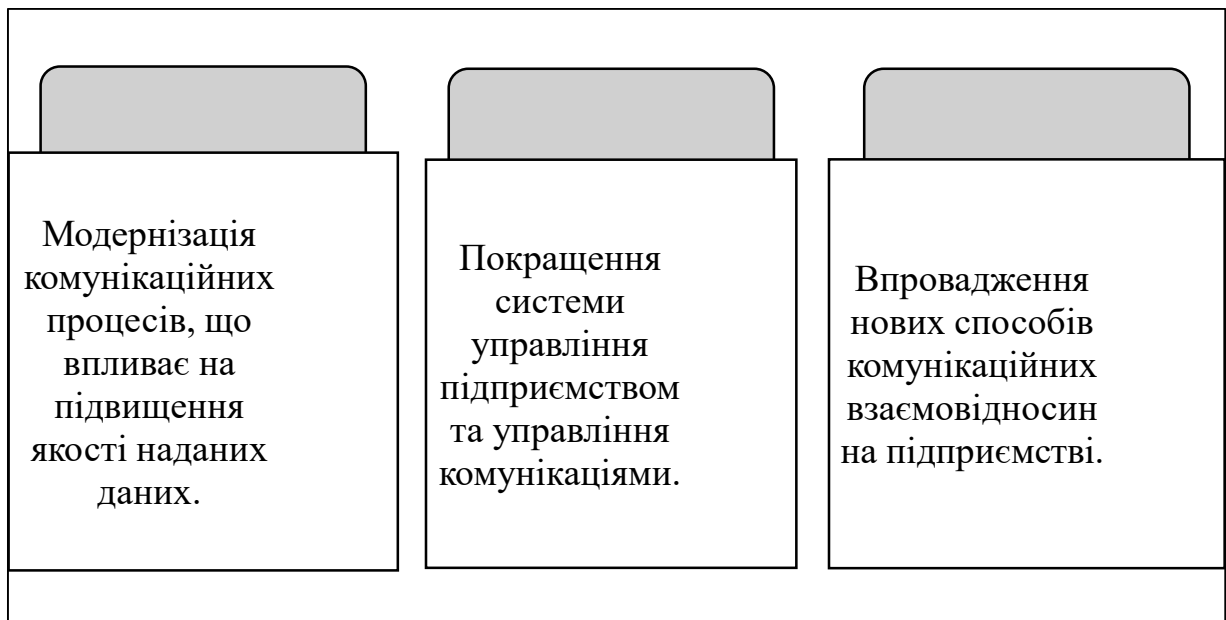 Модернізація
комунікаційних
процесів, що
впливає на
підвищення
якості наданих
даних.
Покращення
системи
управління
підприємством
та управління
комунікаціями.
Впровадження
нових способів
комунікаційних
взаємовідносин
на підприємстві.